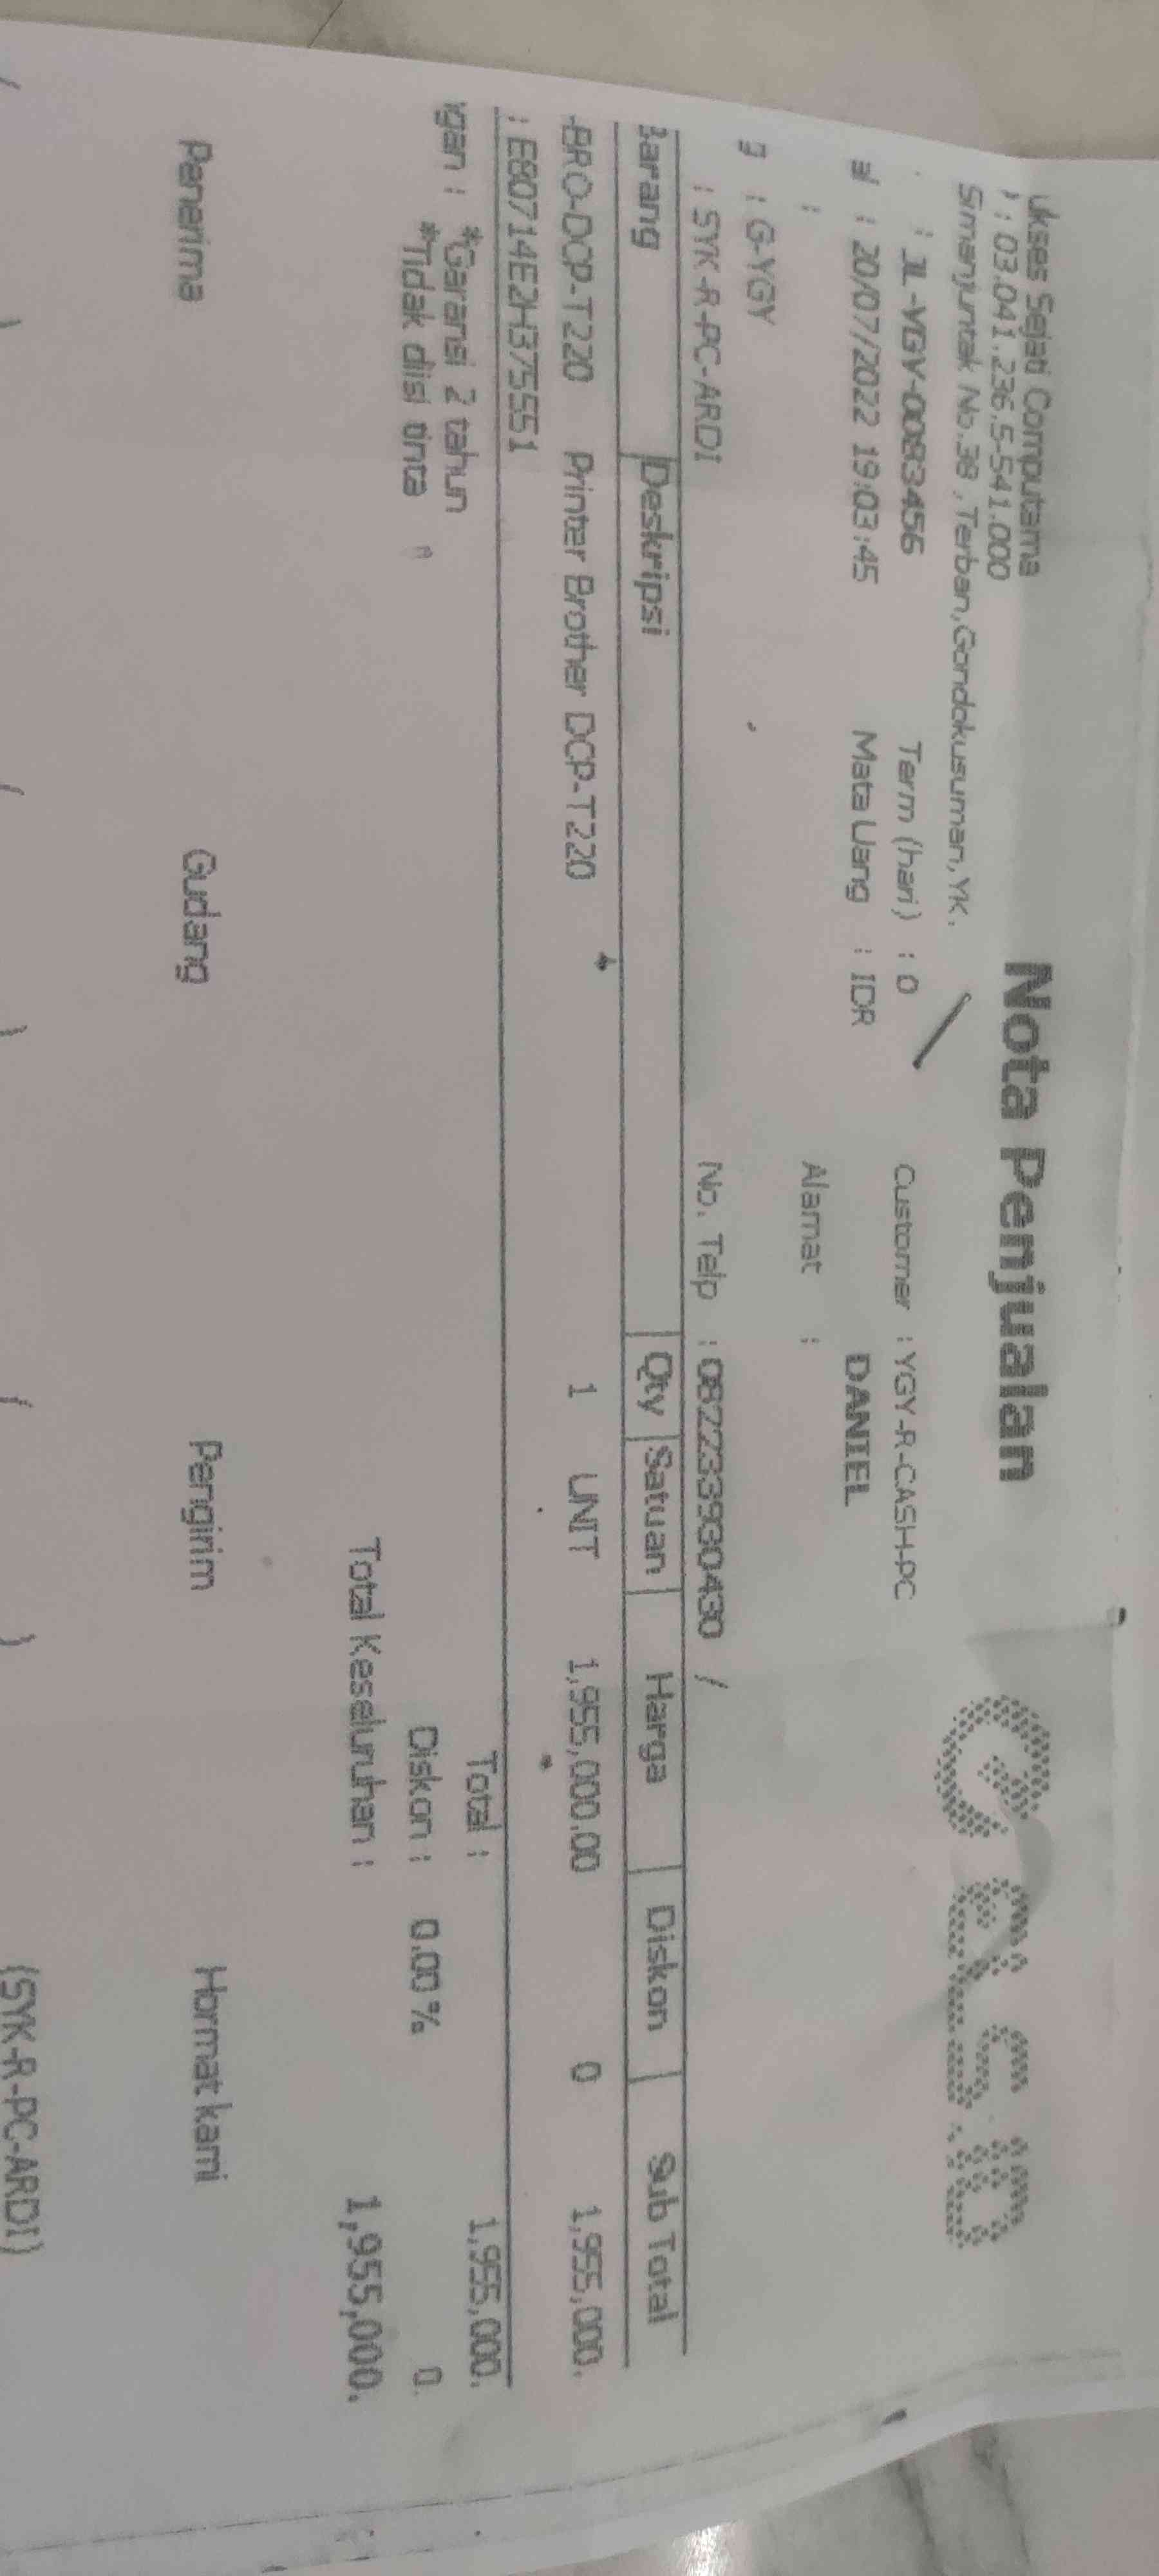 Nota Penjualan
ukses Sejati Computama
: 03.041.236.5-541.000
Simanjuntak No.38 ,Terban,Gondokusuman,YK.
: JL-YGY-0083456 Term (hari) : 0 Customer : YGY-R-CASH-PC
al : 20/07/2022 19:03:45 Mata Uang : IDR DANIEL
: Alamat :
g : G-YGY
: SYK-R-PC-ARDI No. Telp : 082233930430 /
Barang Deskripsi Qty Satuan Harga Diskon Sub Total
-BRO-DCP-T220 Printer Brother DCP-T220 1 UNIT 1,955,000.00 0 1,955,000.
: E80714E2H375551
ngan : *Garansi 2 tahun Total : 1,955,000.
*Tidak diisi tinta Diskon : 0.00 % 0.
Total Keseluruhan : 1,955,000.
Penerima Gudang Pengirim Hormat kami
(SYK-R-PC-ARDI)